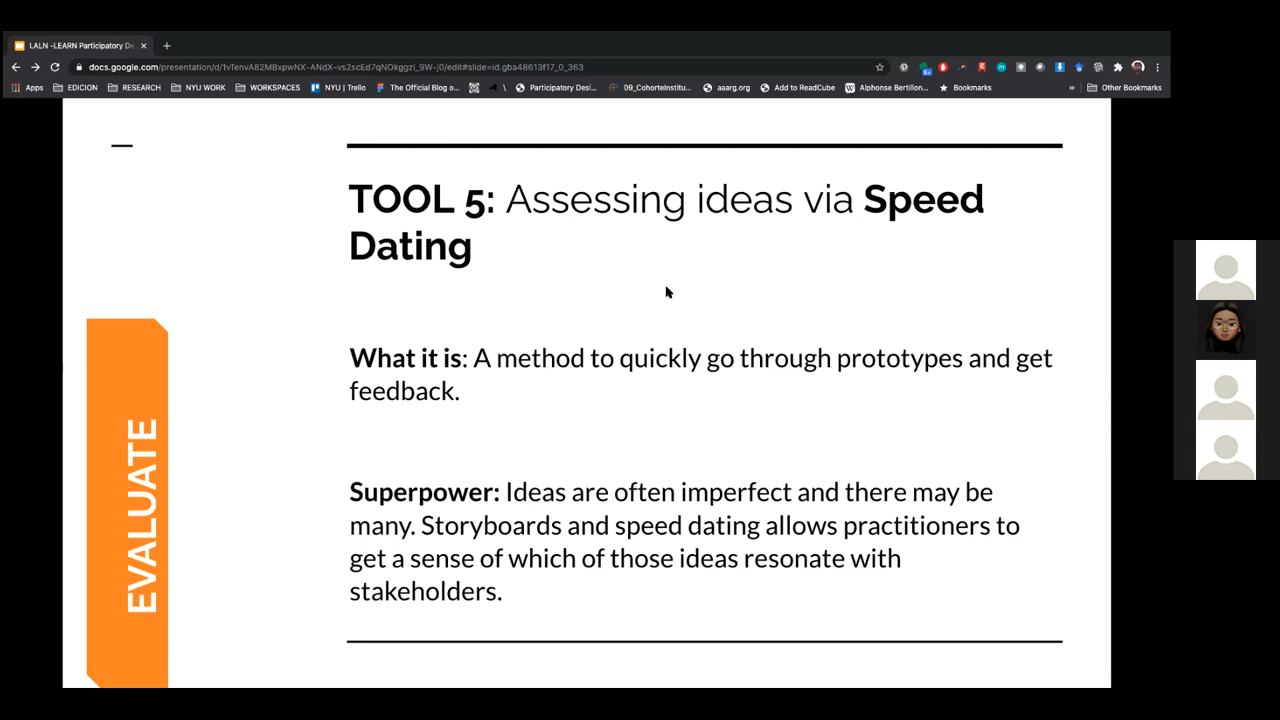 LALN -LEARN Participatory De
docs.google.com/presentation/d/1vTenvA82MBxpwNX-ANdX-vs2scEd7qNOkggzl_9W-j0/edit#slide=id.gba48613f17_0_363
Apps EDICION RESEARCH NYU WORK WORKSPACES NYU | Trello The Official Blog o... \ Participatory Desi... 09_CohorteInstitu... aaarg.org Add to ReadCube Alphonse Bertillon... Bookmarks » Other Bookmarks
TOOL 5: Assessing ideas via Speed
Dating
What it is: A method to quickly go through prototypes and get
feedback.
EVALUATE
Superpower: Ideas are often imperfect and there may be
many. Storyboards and speed dating allows practitioners to
get a sense of which of those ideas resonate with
stakeholders.